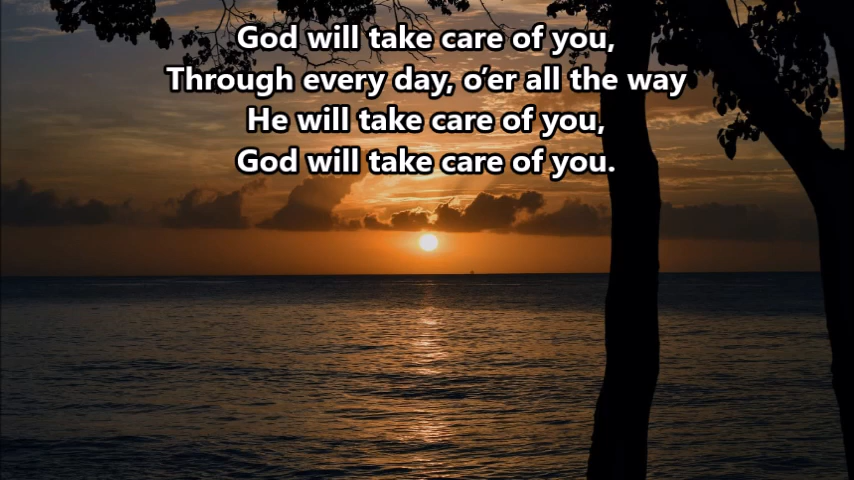 God will take care of you,
Through every day, o’er all the way
He will take care of you,
God will take care of you.